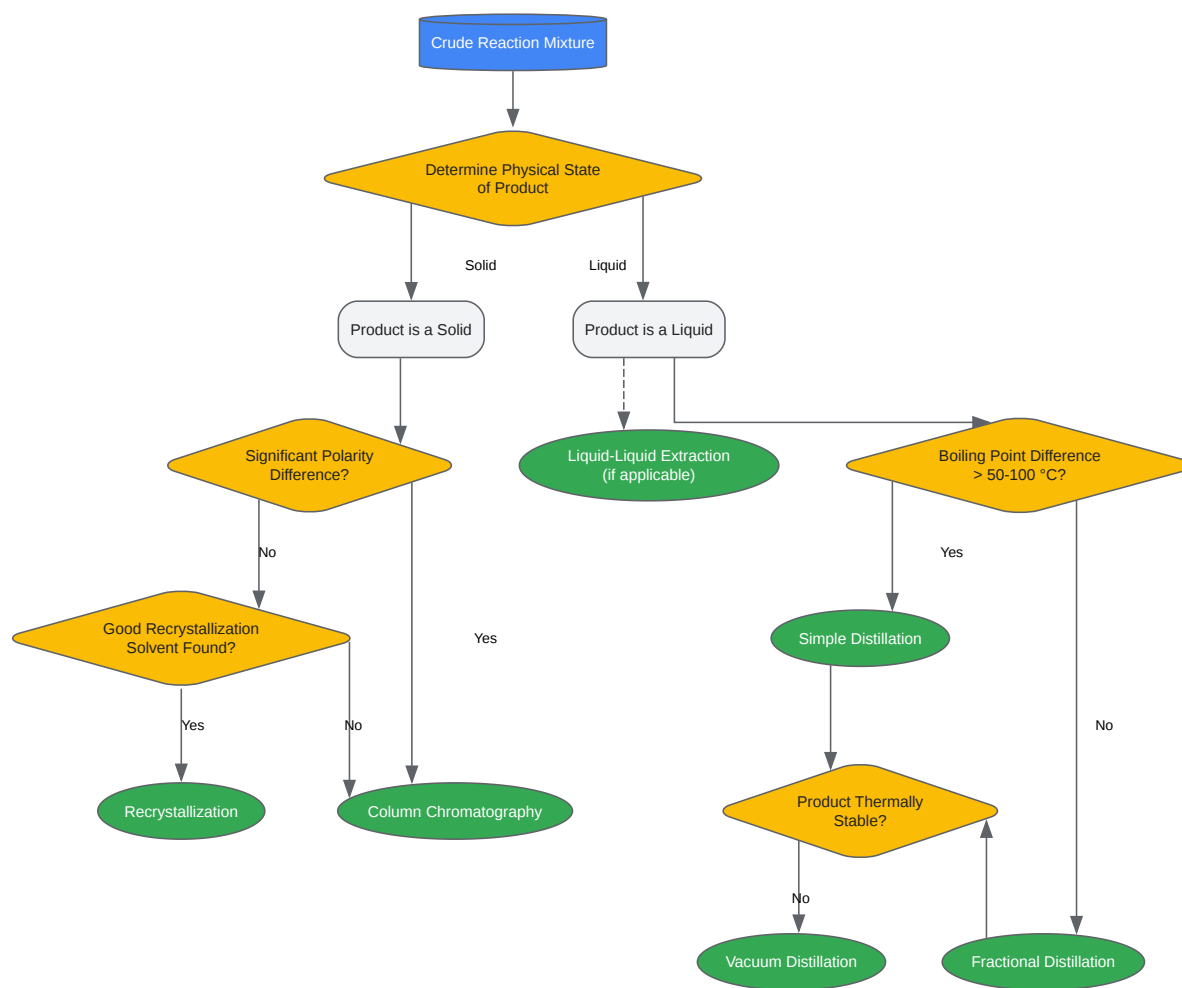 Crude Reaction Mixture
Determine Physical State
of Product
Solid
Liquid
Product is a Solid
Product is a Liquid
Significant Polarity
Difference?
Liquid-Liquid Extraction
(if applicable)
Boiling Point Difference
> 50-100 °C?
No
Yes
Good Recrystallization
Solvent Found?
Yes
Simple Distillation
Yes
No
No
Recrystallization
Column Chromatography
Product Thermally
Stable?
No
Vacuum Distillation
Fractional Distillation